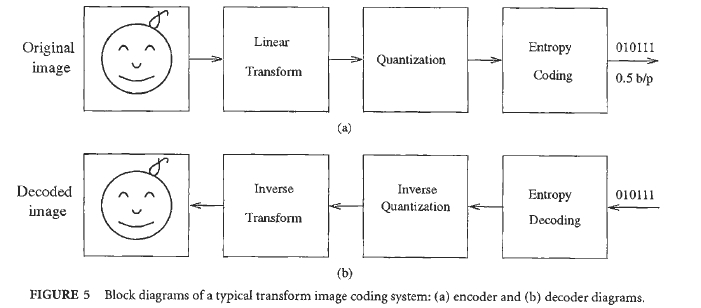 Original
image
Linear
Transform
Quantization
Entropy
Coding
010111
0.5 b/p
(a)
Decoded
image
Inverse
Transform
Inverse
Quantization
Entropy
Decoding
010111
(b)
FIGURE 5 Block diagrams of a typical transform image coding system: (a) encoder and (b) decoder diagrams.